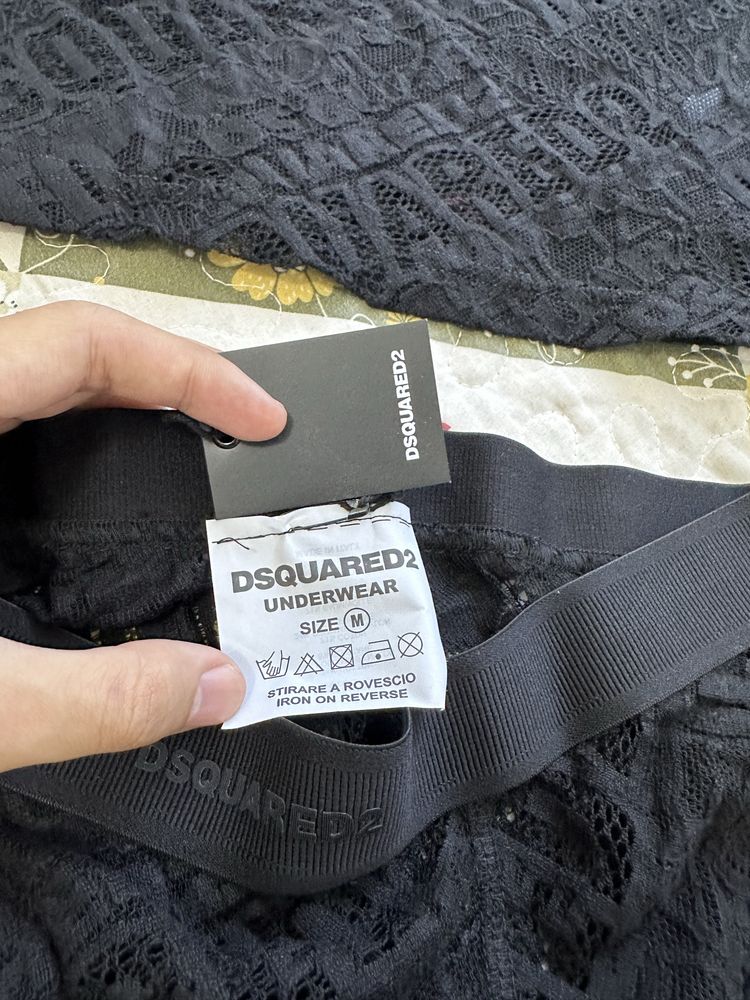 DSQUARED2
DSQUARED2
UNDERWEAR
SIZE M
STIRARE A ROVESCIO
IRON ON REVERSE
DSQUARED2